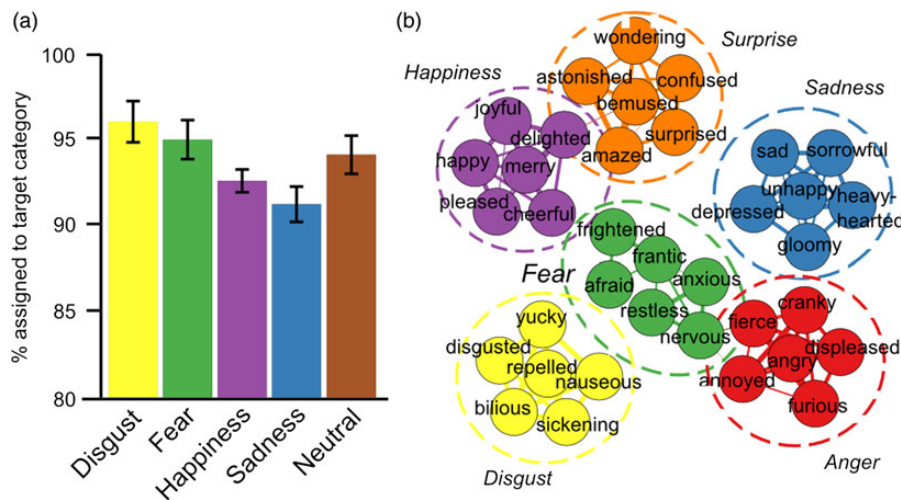 (a)
% assigned to target category
100
95
90
85
80
Disgust
Fear
Happiness
Sadness
Neutral
(b)
Surprise
wondering
astonished
confused
bemused
surprised
amazed
Happiness
joyful
delighted
happy
merry
pleased
cheerful
Sadness
sad
sorrowful
unhappy
heavy-
hearted
depressed
gloomy
Fear
frightened
frantic
afraid
anxious
restless
nervous
Disgust
yucky
disgusted
repelled
nauseous
bilious
sickening
Anger
cranky
fierce
displeased
angry
annoyed
furious